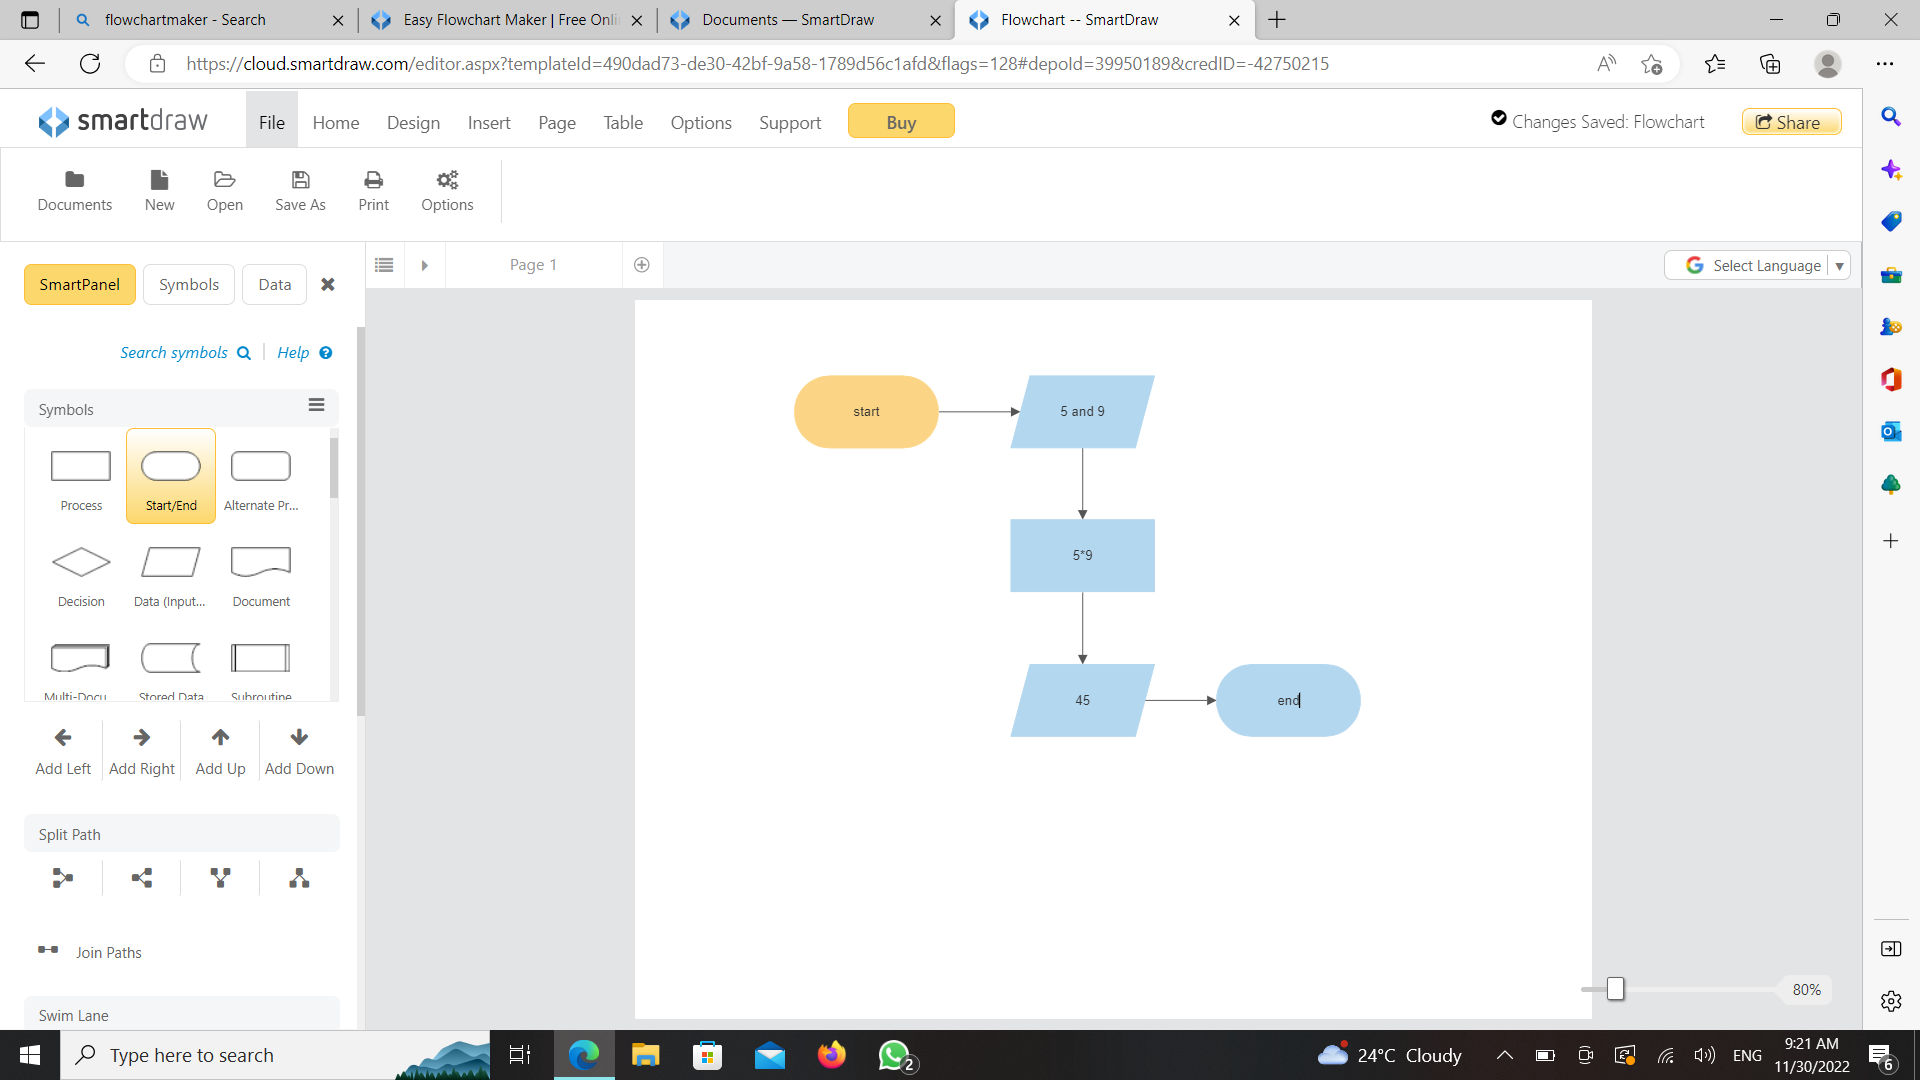 flowchartmaker - Search
Easy Flowchart Maker | Free Onli
Documents — SmartDraw
Flowchart -- SmartDraw
https://cloud.smartdraw.com/editor.aspx?templateId=490dad73-de30-42bf-9a58-1789d56c1afd&flags=128#depoId=39950189&credID=-42750215
smartdraw
File
Home
Design
Insert
Page
Table
Options
Support
Buy
Changes Saved: Flowchart
Share
Documents
New
Open
Save As
Print
Options
SmartPanel
Symbols
Data
Page 1
Select Language
Search symbols
Help
Symbols
Process
Start/End
Alternate Pr...
Decision
Data (Input...
Document
Multi-Docu
Stored Data
Subroutine
Add Left
Add Right
Add Up
Add Down
Split Path
Join Paths
Swim Lane
start
5 and 9
5*9
45
end
80%
Type here to search
2
24°C Cloudy
ENG
9:21 AM
11/30/2022
6